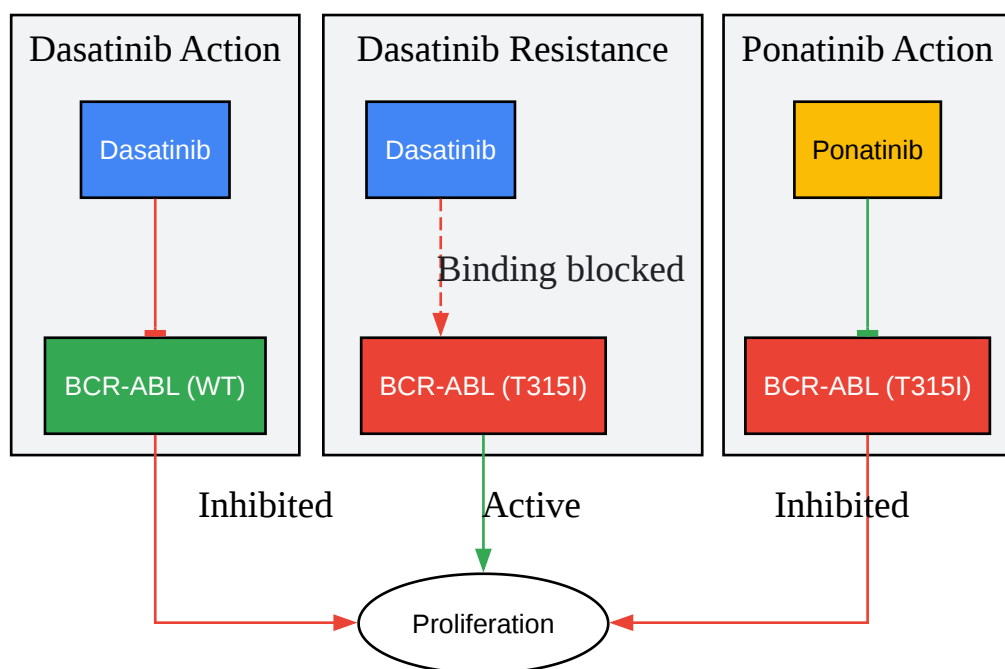 Dasatinib Action
Dasatinib Resistance
Ponatinib Action
Dasatinib
Dasatinib
Ponatinib
Binding blocked
BCR-ABL (WT)
BCR-ABL (T315I)
BCR-ABL (T315I)
Inhibited
Active
Inhibited
Proliferation